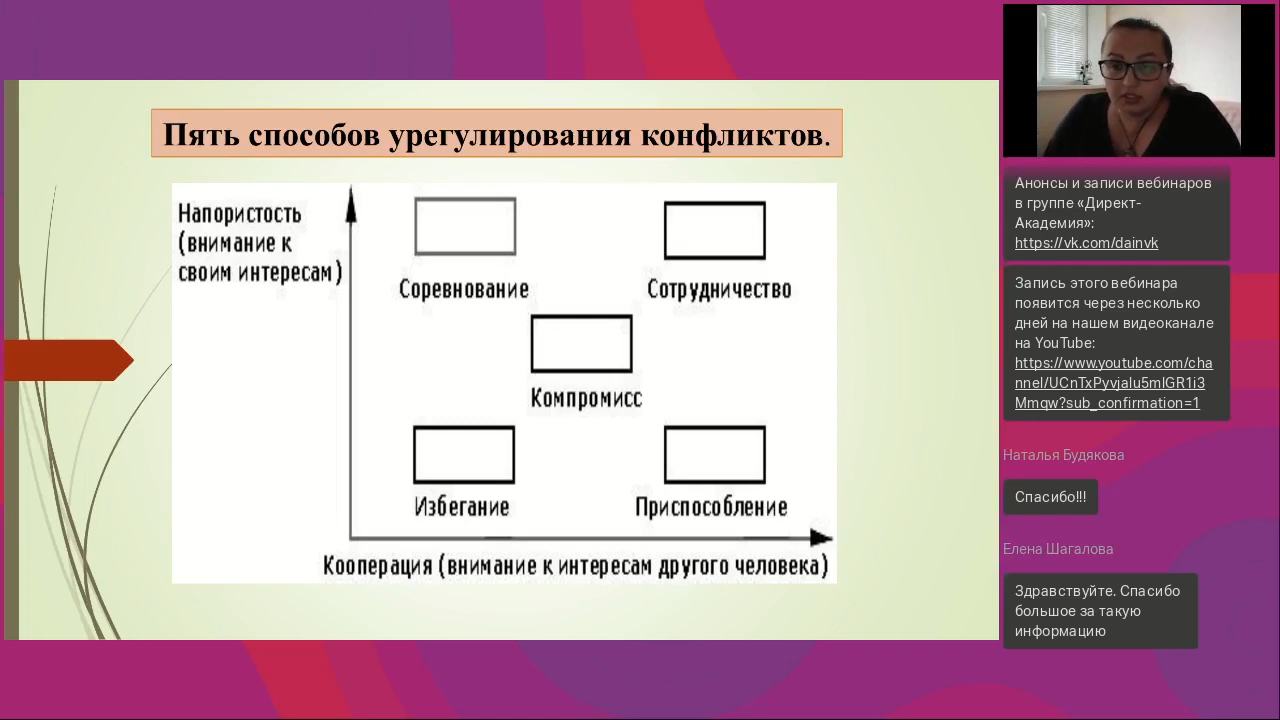 Пять способов урегулирования конфликтов.
Напористость
(внимание к
своим интересам)
Соревнование
Сотрудничество
Компромисс
Избегание
Приспособление
Кооперация (внимание к интересам другого человека)
Анонсы и записи вебинаров
в группе «Директ-
Академия»:
https://vk.com/dainvk
Запись этого вебинара
появится через несколько
дней на нашем видеоканале
на YouTube:
https://www.youtube.com/cha
nnel/UCnTxPyvjalu5mlGR1i3
Mmqw?sub_confirmation=1
Наталья Будякова
Спасибо!!!
Елена Шагалова
Здравствуйте. Спасибо
большое за такую
информацию